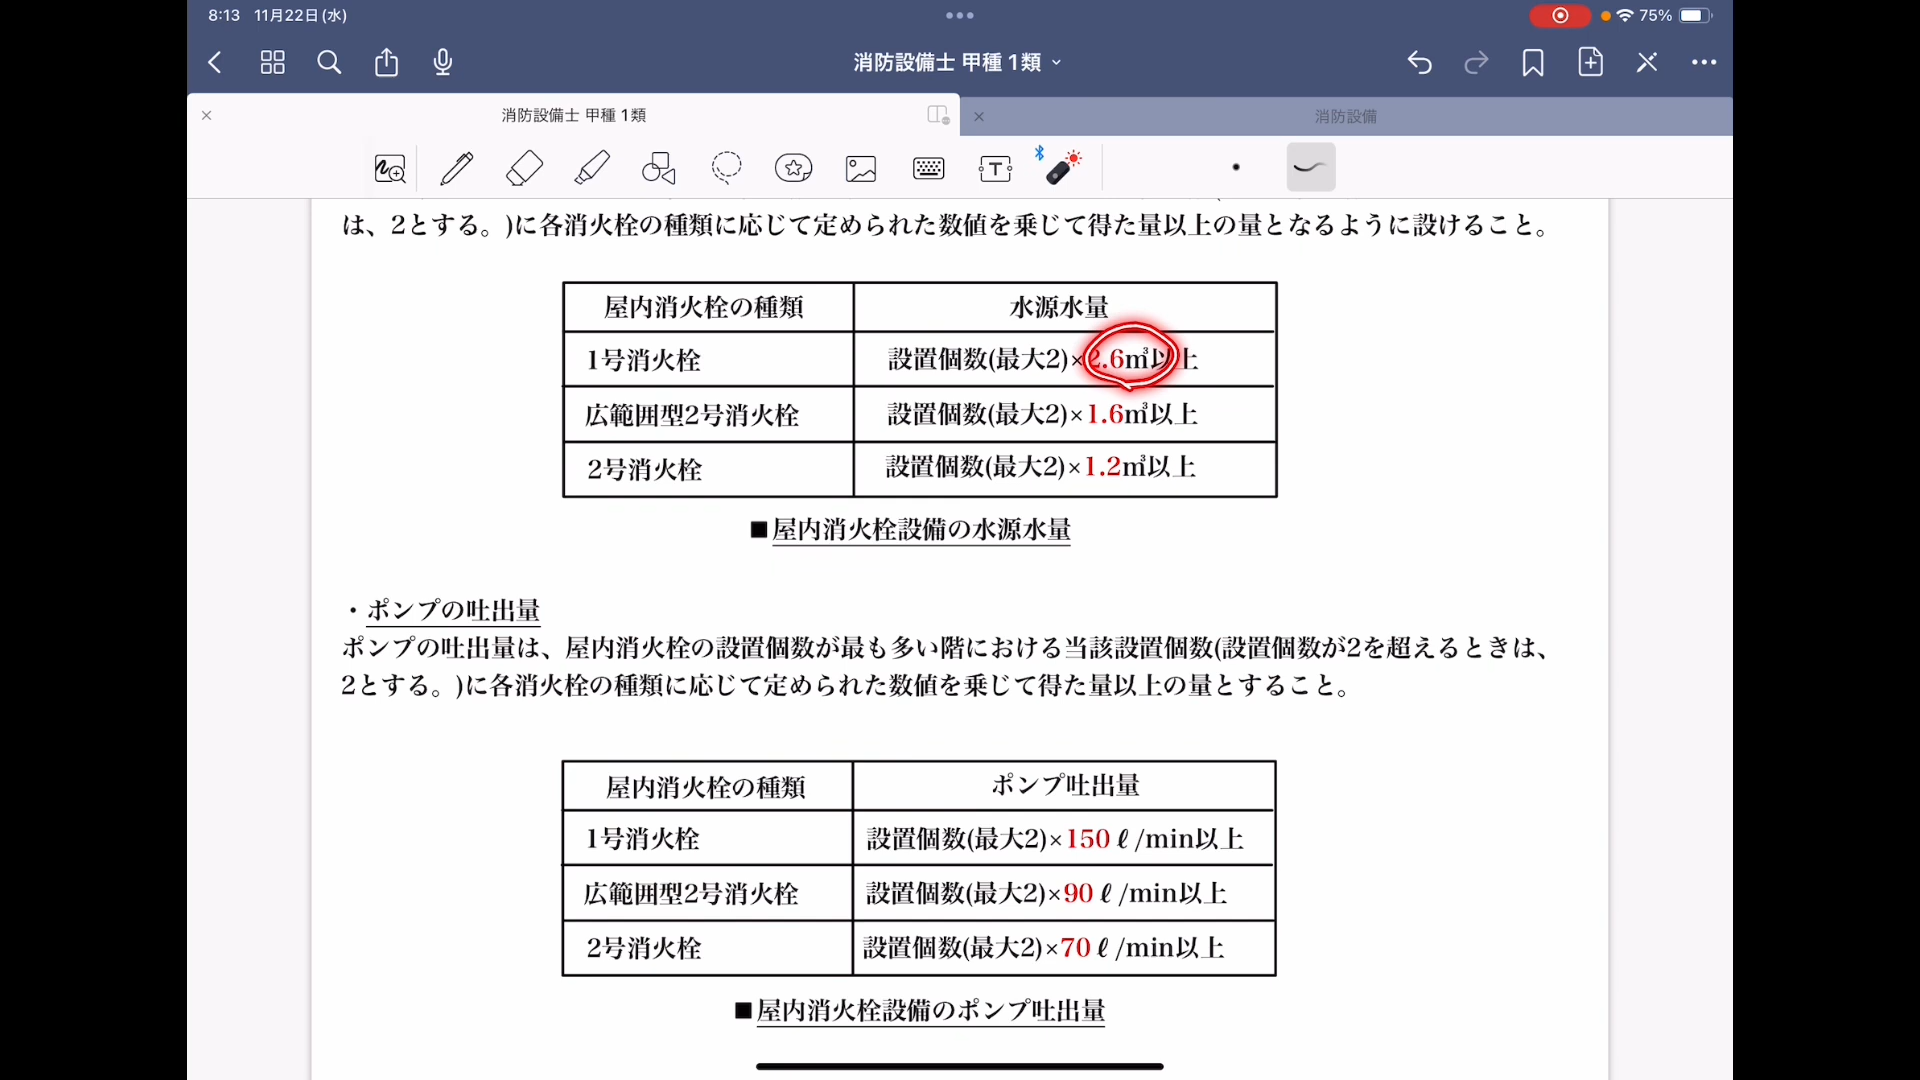 8:13 11月22日(水)
75%
消防設備士 甲種 1類
消防設備士 甲種 1類
消防設備
は、2とする。)に各消火栓の種類に応じて定められた数値を乗じて得た量以上の量となるように設けること。
屋内消火栓の種類 水源水量
1号消火栓 設置個数(最大2)×2.6㎥以上
広範囲型2号消火栓 設置個数(最大2)×1.6㎥以上
2号消火栓 設置個数(最大2)×1.2㎥以上
■屋内消火栓設備の水源水量
・ポンプの吐出量
ポンプの吐出量は、屋内消火栓の設置個数が最も多い階における当該設置個数(設置個数が2を超えるときは、
2とする。)に各消火栓の種類に応じて定められた数値を乗じて得た量以上の量とすること。
屋内消火栓の種類 ポンプ吐出量
1号消火栓 設置個数(最大2)×150ℓ/min以上
広範囲型2号消火栓 設置個数(最大2)×90ℓ/min以上
2号消火栓 設置個数(最大2)×70ℓ/min以上
■屋内消火栓設備のポンプ吐出量